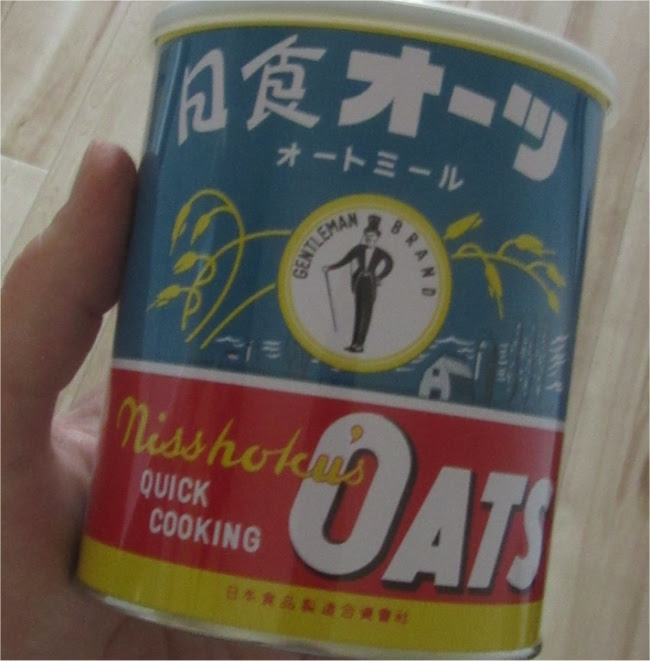 日食オーツ
オートミール
GENTLEMAN BRAND
Nisshoku's
QUICK
COOKING
OATS
日本食品製造合資會社